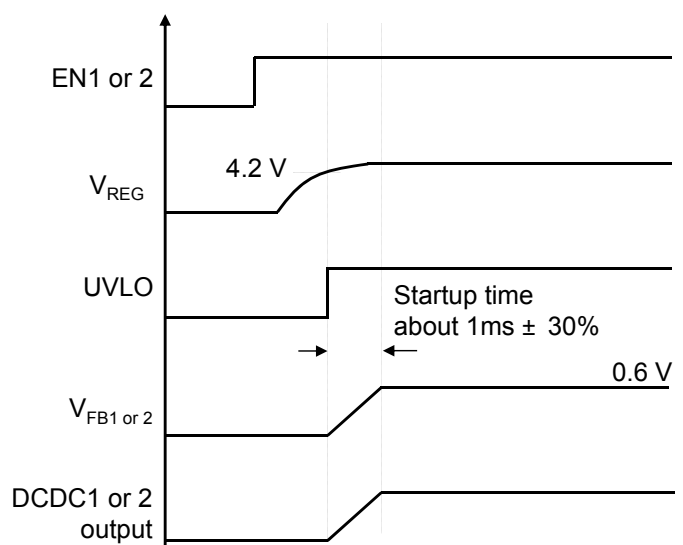 EN1 or 2
4.2 V
VREG
UVLO
Startup time
about 1ms ± 30%
0.6 V
VFB1 or 2
DCDC1 or 2
output